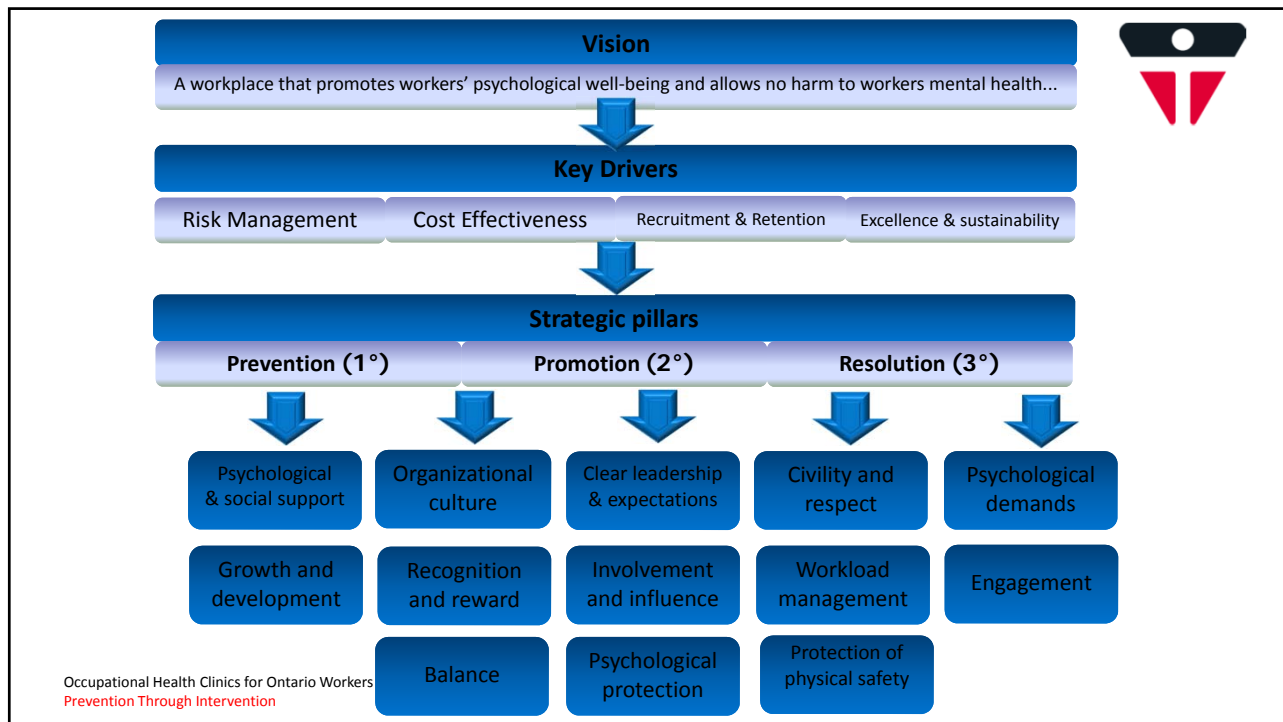 Vision
A workplace that promotes workers’ psychological well-being and allows no harm to workers mental health...
Key Drivers
Risk Management
Cost Effectiveness
Recruitment & Retention
Excellence & sustainability
Strategic pillars
Prevention (1°)
Promotion (2°)
Resolution (3°)
Psychological
& social support
Organizational
culture
Clear leadership
& expectations
Civility and
respect
Psychological
demands
Growth and
development
Recognition
and reward
Involvement
and influence
Workload
management
Engagement
Balance
Psychological
protection
Protection of
physical safety
Occupational Health Clinics for Ontario Workers
Prevention Through Intervention